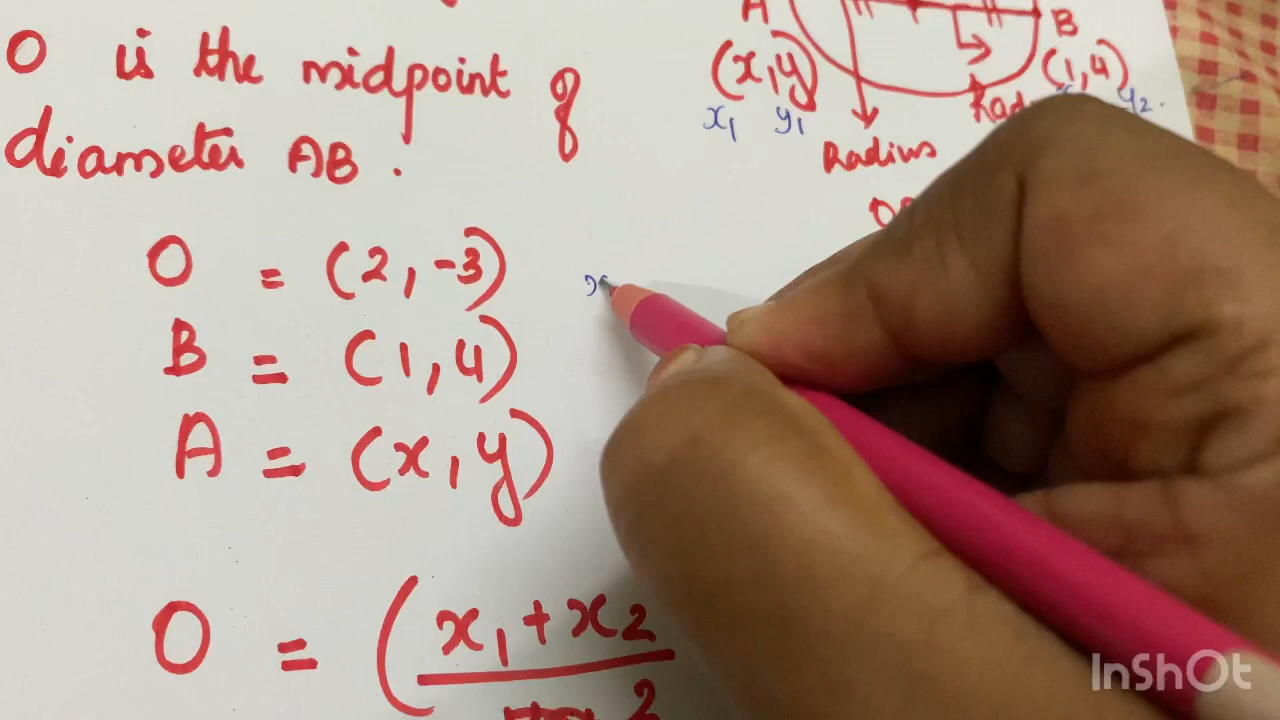 O is the midpoint of
diameter AB.
A B
(x,y) (1,4)
x₁ y₁ y₂.
Radius
O = (2, -3)
B = (1,4)
A = (x,y)
O = (x₁ + x₂
2
InShOt